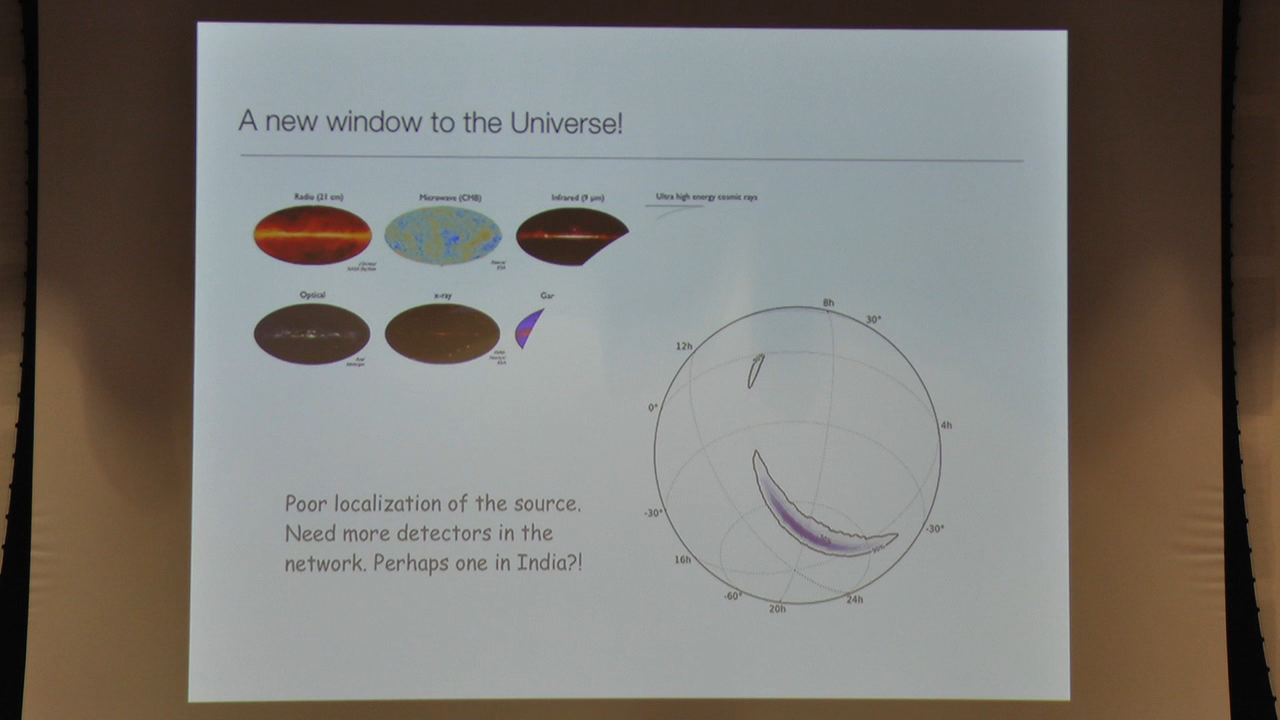 A new window to the Universe!
Radio (21 cm)
Microwave (CMB)
Infrared (9 µm)
Ultra high energy cosmic rays
Optical
x-ray
Gar
8h
30°
12h
0°
4h
-30°
-30°
16h
-60°
20h
24h
Poor localization of the source.
Need more detectors in the
network. Perhaps one in India?!